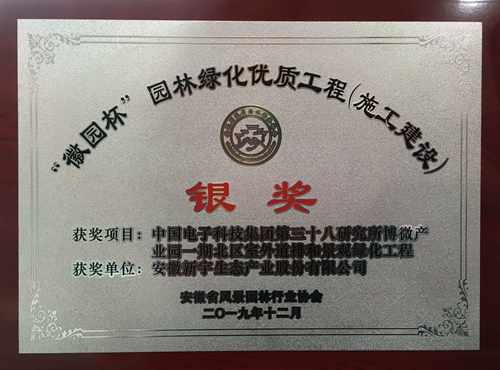 “徽园杯”园林绿化优质工程(施工建设)
银奖
获奖项目：中国电子科技集团第三十八研究所博微产
业园一期北区室外道排和景观绿化工程
获奖单位：安徽新宇生态产业股份有限公司
安徽省风景园林行业协会
二〇一九年十二月